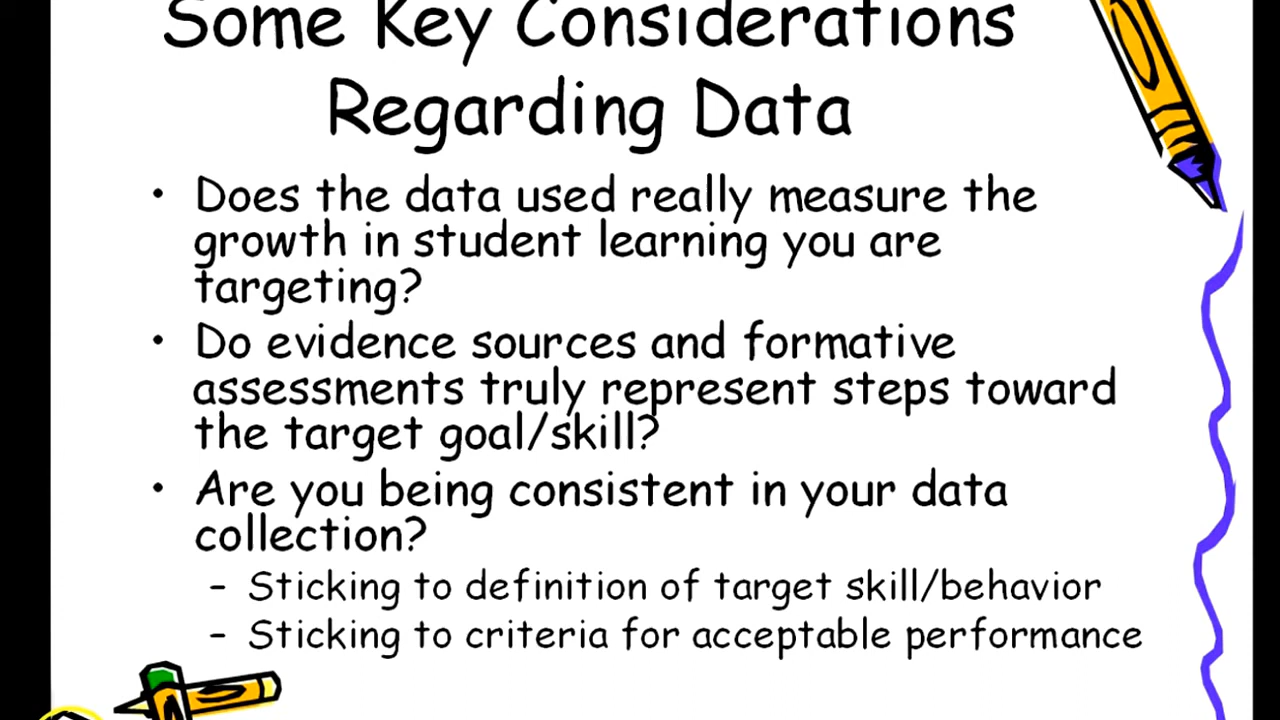 Some Key Considerations
Regarding Data
• Does the data used really measure the
growth in student learning you are
targeting?
• Do evidence sources and formative
assessments truly represent steps toward
the target goal/skill?
• Are you being consistent in your data
collection?
– Sticking to definition of target skill/behavior
– Sticking to criteria for acceptable performance